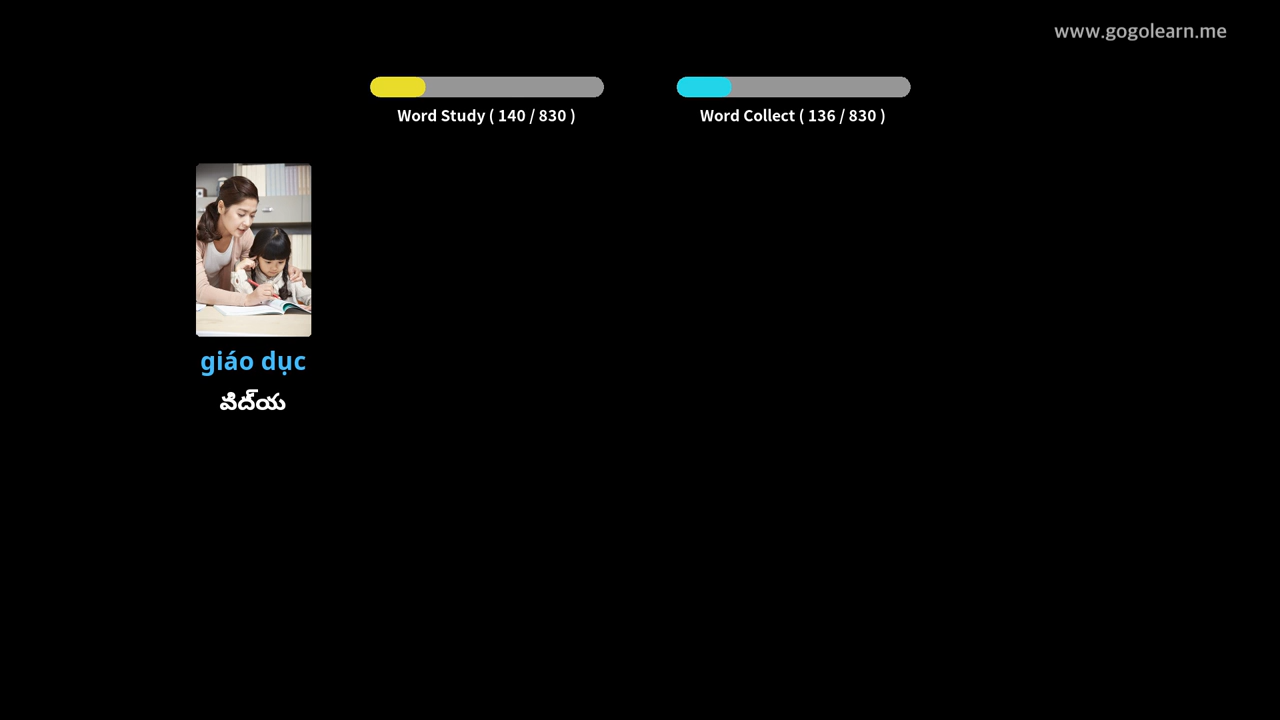 www.gogolearn.me
Word Study ( 140 / 830 )
Word Collect ( 136 / 830 )
giáo dục
విద్య